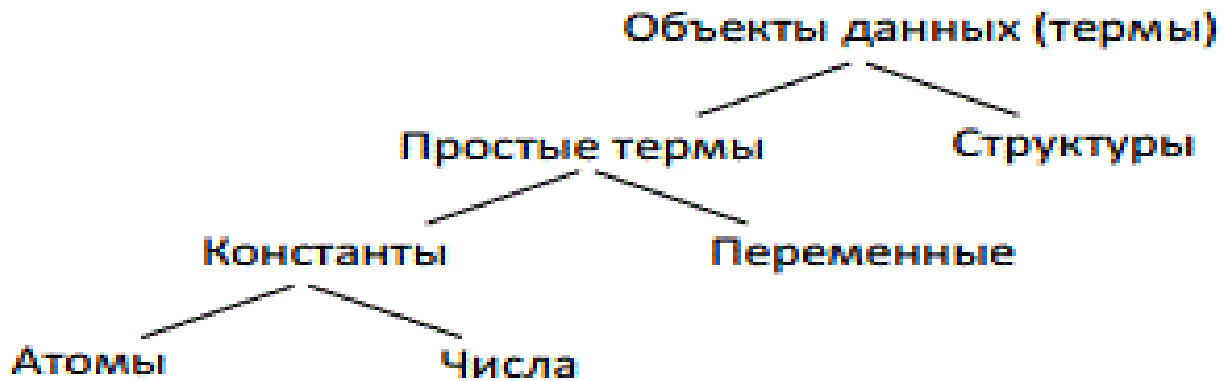 Объекты данных (термы)
Простые термы
Структуры
Константы
Переменные
Атомы
Числа